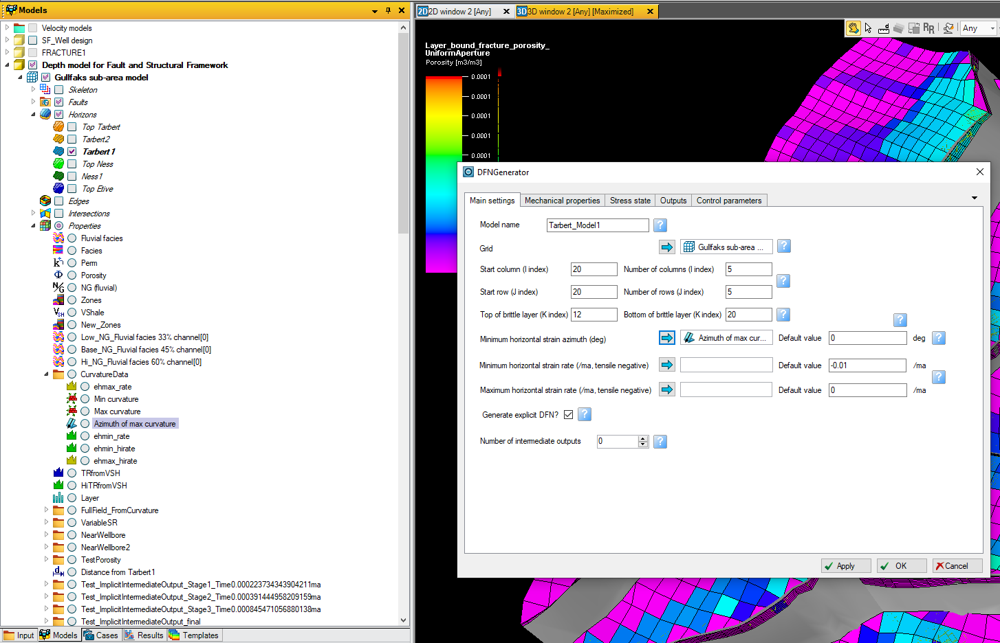 Models
Velocity models
SF_Well design
FRACTURE1
Depth model for Fault and Structural Framework
Gullfaks sub-area model
Skeleton
Faults
Horizons
Top Tarbert
Tarbert2
Tarbert1
Top Ness
Ness1
Top Etive
Edges
Intersections
Properties
Fluvial facies
Facies
Perm
Porosity
NG (fluvial)
Zones
VShale
New_Zones
Low_NG_Fluvial facies 33% channel[0]
Base_NG_Fluvial facies 45% channel[0]
Hi_NG_Fluvial facies 60% channel[0]
CurvatureData
ehmax_rate
Min curvature
Max curvature
Azimuth of max curvature
ehmin_rate
ehmin_hirate
ehmax_hirate
TRfromVSH
HiTRfromVSH
Layer
FullField_FromCurvature
VariableSR
NearWellbore
NearWellbore2
TestPorosity
Distance from Tarbert1
Test_ImplicitIntermediateOutput_Stage1_Time0.000223734343904211ma
Test_ImplicitIntermediateOutput_Stage2_Time0.000391444958209159ma
Test_ImplicitIntermediateOutput_Stage3_Time0.000845471056880138ma
Test_ImplicitIntermediateOutput_final
Input Models Cases Results Templates
2D 2D window 2 [Any] 3D 3D window 2 [Any] [Maximized]
Any
Layer_bound_fracture_porosity_
UniformAperture
Porosity [m3/m3]
0.0001
0.0001
0.0001
0.0001
0.0001
DFNGenerator
Main settings Mechanical properties Stress state Outputs Control parameters
Model name Tarbert_Model1 ?
Grid Gullfaks sub-area ... ?
Start column (I index) 20 Number of columns (I index) 5 ?
Start row (J index) 20 Number of rows (J index) 5
Top of brittle layer (K index) 12 Bottom of brittle layer (K index) 20 ? ?
Minimum horizontal strain azimuth (deg) Azimuth of max cur... Default value 0 deg ?
Minimum horizontal strain rate (/ma, tensile negative) Default value -0.01 /ma ?
Maximum horizontal strain rate (/ma, tensile negative) Default value 0 /ma
Generate explicit DFN? ?
Number of intermediate outputs 0 ?
Apply OK Cancel